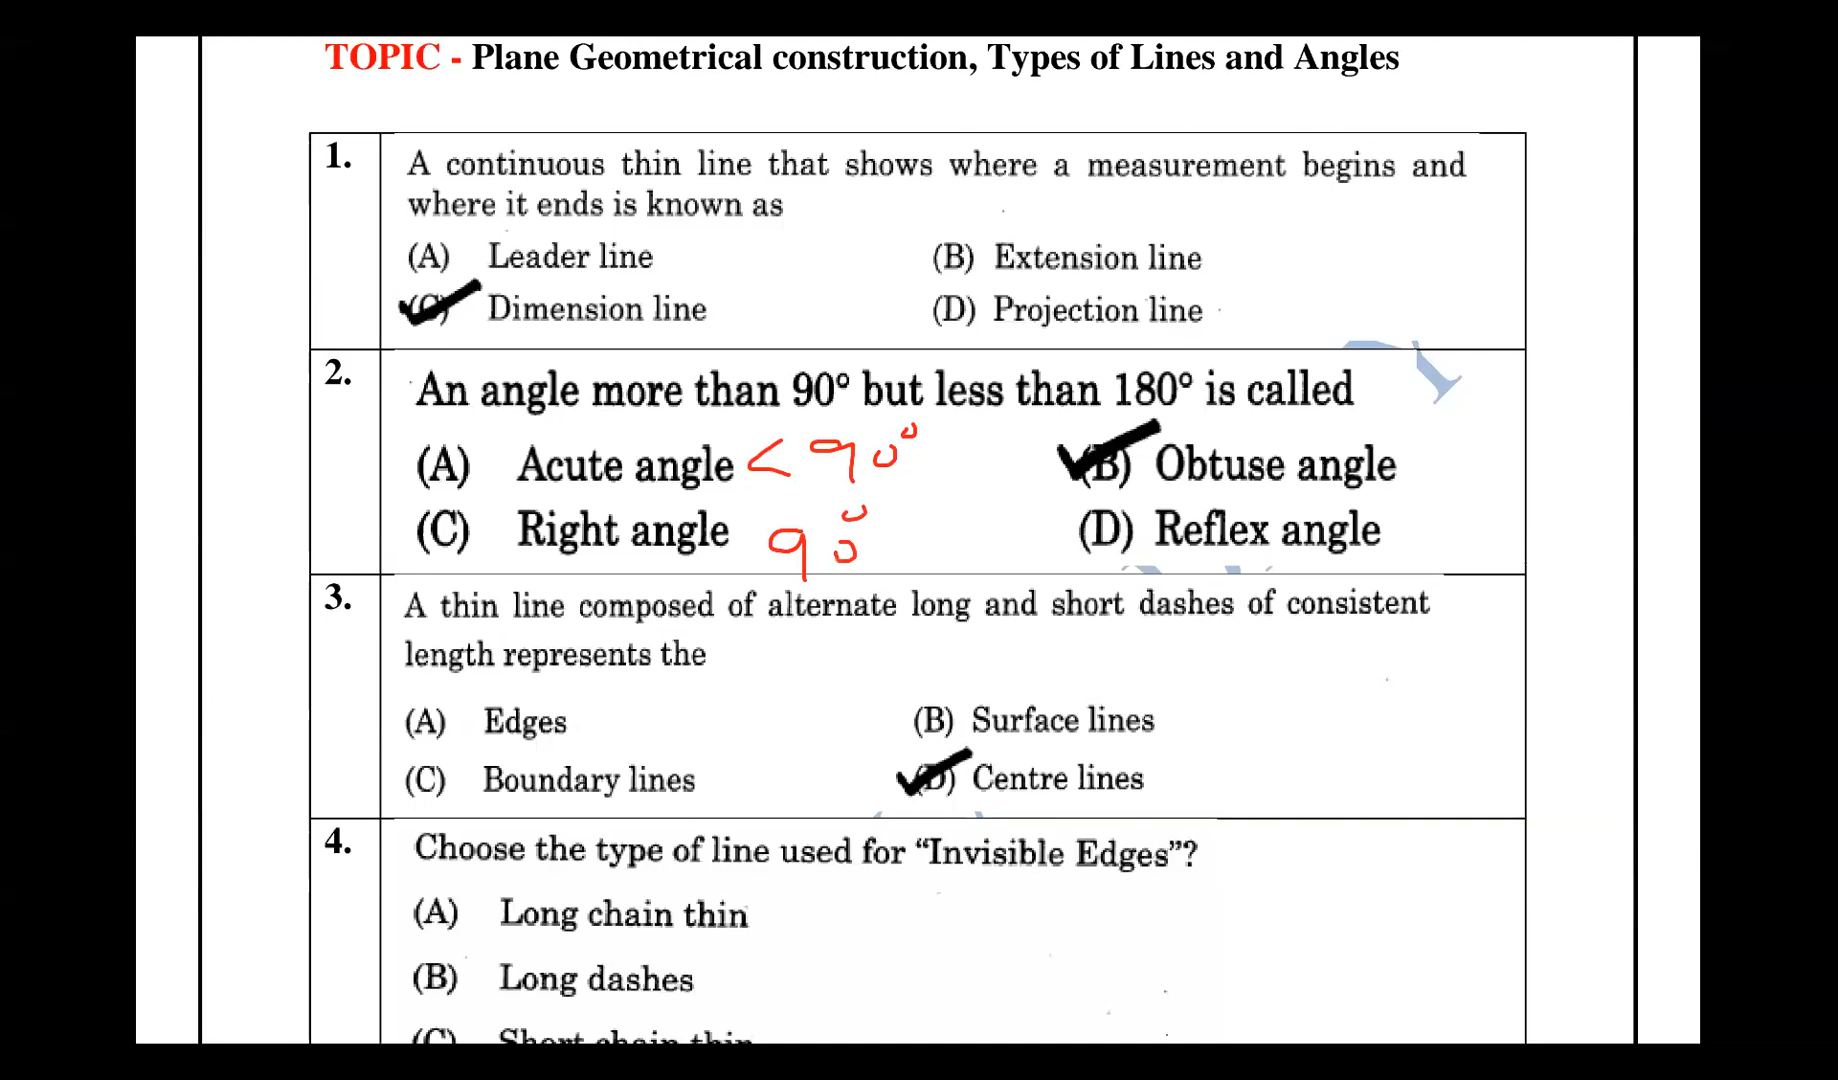 TOPIC - Plane Geometrical construction, Types of Lines and Angles
1.
A continuous thin line that shows where a measurement begins and
where it ends is known as
(A) Leader line (B) Extension line
(C) Dimension line (D) Projection line
2.
An angle more than 90° but less than 180° is called
(A) Acute angle < 90° (B) Obtuse angle
(C) Right angle 90° (D) Reflex angle
3.
A thin line composed of alternate long and short dashes of consistent
length represents the
(A) Edges (B) Surface lines
(C) Boundary lines (D) Centre lines
4.
Choose the type of line used for “Invisible Edges”?
(A) Long chain thin
(B) Long dashes
(C) Short chain thin